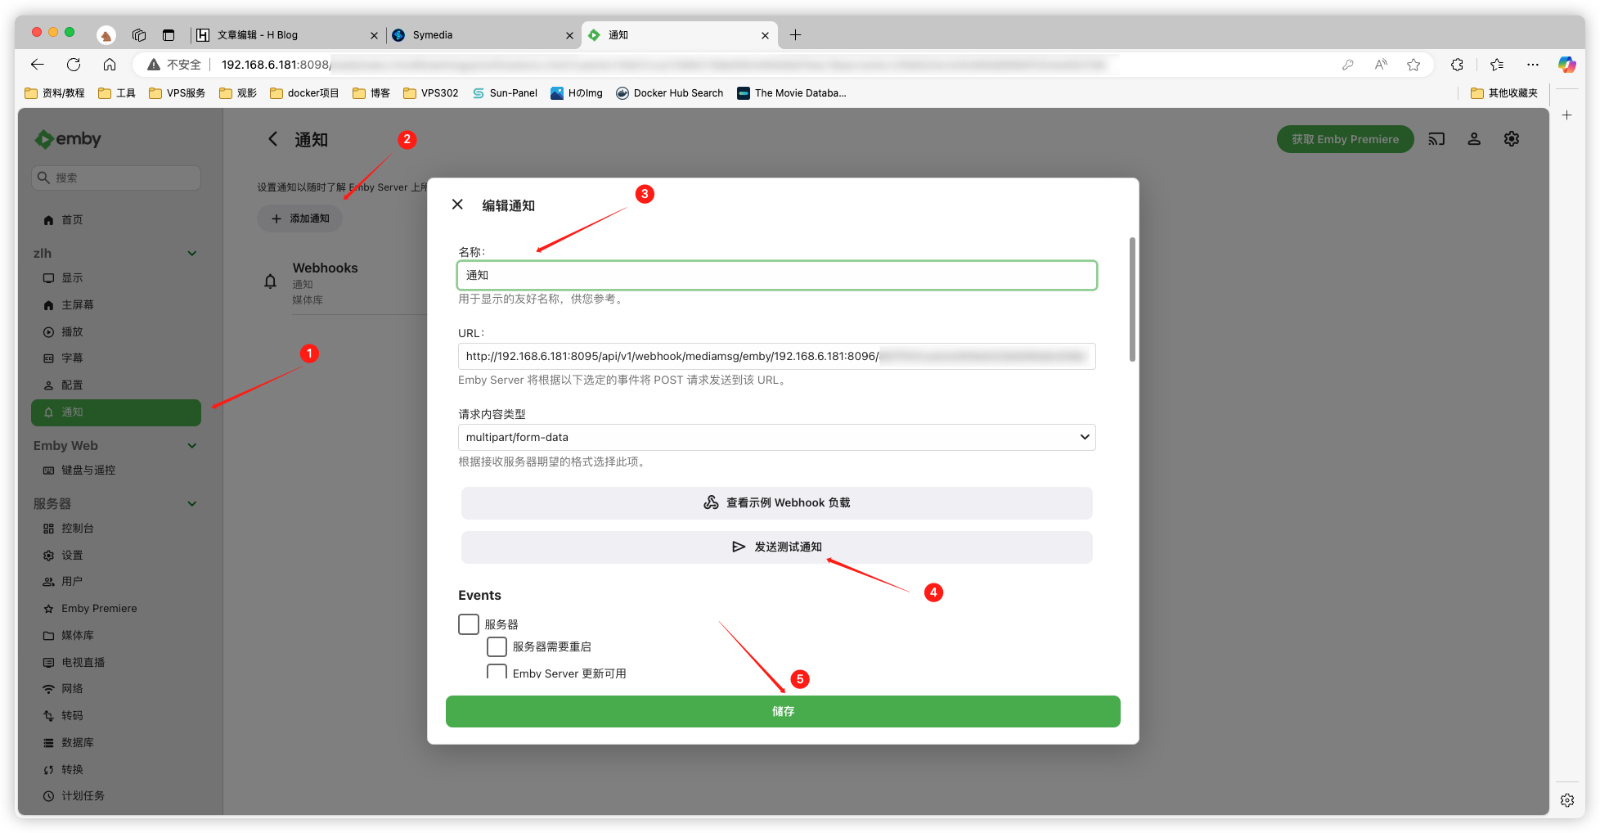 文章编辑 - H Blog
Symedia
通知
不安全
192.168.6.181:8098/
资料/教程
工具
VPS服务
观影
docker项目
博客
VPS302
Sun-Panel
HのImg
Docker Hub Search
The Movie Databa...
其他收藏夹
emby
搜索
首页
zlh
显示
主屏幕
播放
字幕
配置
通知
Emby Web
键盘与遥控
服务器
控制台
设置
用户
Emby Premiere
媒体库
电视直播
网络
转码
数据库
转换
计划任务
1
通知
2
获取 Emby Premiere
设置通知以随时了解 Emby Server 上所
添加通知
Webhooks
通知
媒体库
编辑通知
3
名称:
通知
用于显示的友好名称，供您参考。
URL:
http://192.168.6.181:8095/api/v1/webhook/mediamsg/emby/192.168.6.181:8096/
Emby Server 将根据以下选定的事件将 POST 请求发送到该 URL。
请求内容类型
multipart/form-data
根据接收服务器期望的格式选择此项。
查看示例 Webhook 负载
发送测试通知
4
Events
服务器
服务器需要重启
Emby Server 更新可用
5
储存